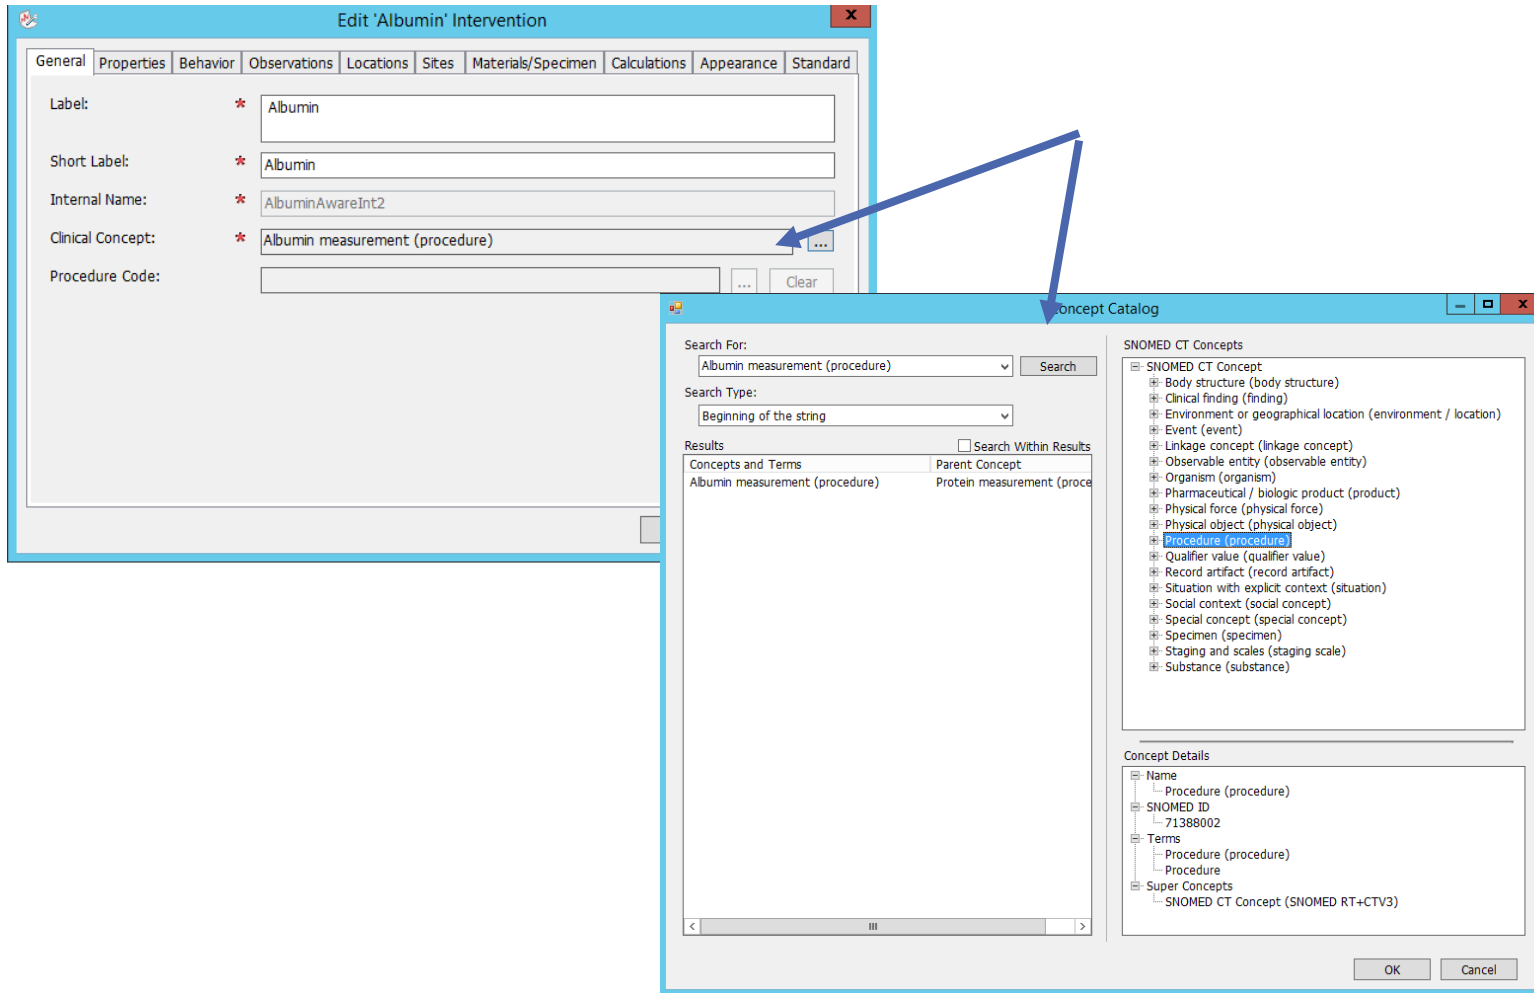 Edit 'Albumin' Intervention
x
General Properties Behavior Observations Locations Sites Materials/Specimen Calculations Appearance Standard
Label: * Albumin
Short Label: * Albumin
Internal Name: * AlbuminAwareInt2
Clinical Concept: * Albumin measurement (procedure) ...
Procedure Code: ... Clear
Concept Catalog
x
Search For:
Albumin measurement (procedure) Search
Search Type:
Beginning of the string
Results Search Within Results
Concepts and Terms Parent Concept
Albumin measurement (procedure) Protein measurement (proce
SNOMED CT Concepts
SNOMED CT Concept
Body structure (body structure)
Clinical finding (finding)
Environment or geographical location (environment / location)
Event (event)
Linkage concept (linkage concept)
Observable entity (observable entity)
Organism (organism)
Pharmaceutical / biologic product (product)
Physical force (physical force)
Physical object (physical object)
Procedure (procedure)
Qualifier value (qualifier value)
Record artifact (record artifact)
Situation with explicit context (situation)
Social context (social concept)
Special concept (special concept)
Specimen (specimen)
Staging and scales (staging scale)
Substance (substance)
Concept Details
Name
Procedure (procedure)
SNOMED ID
71388002
Terms
Procedure (procedure)
Procedure
Super Concepts
SNOMED CT Concept (SNOMED RT+CTV3)
OK Cancel